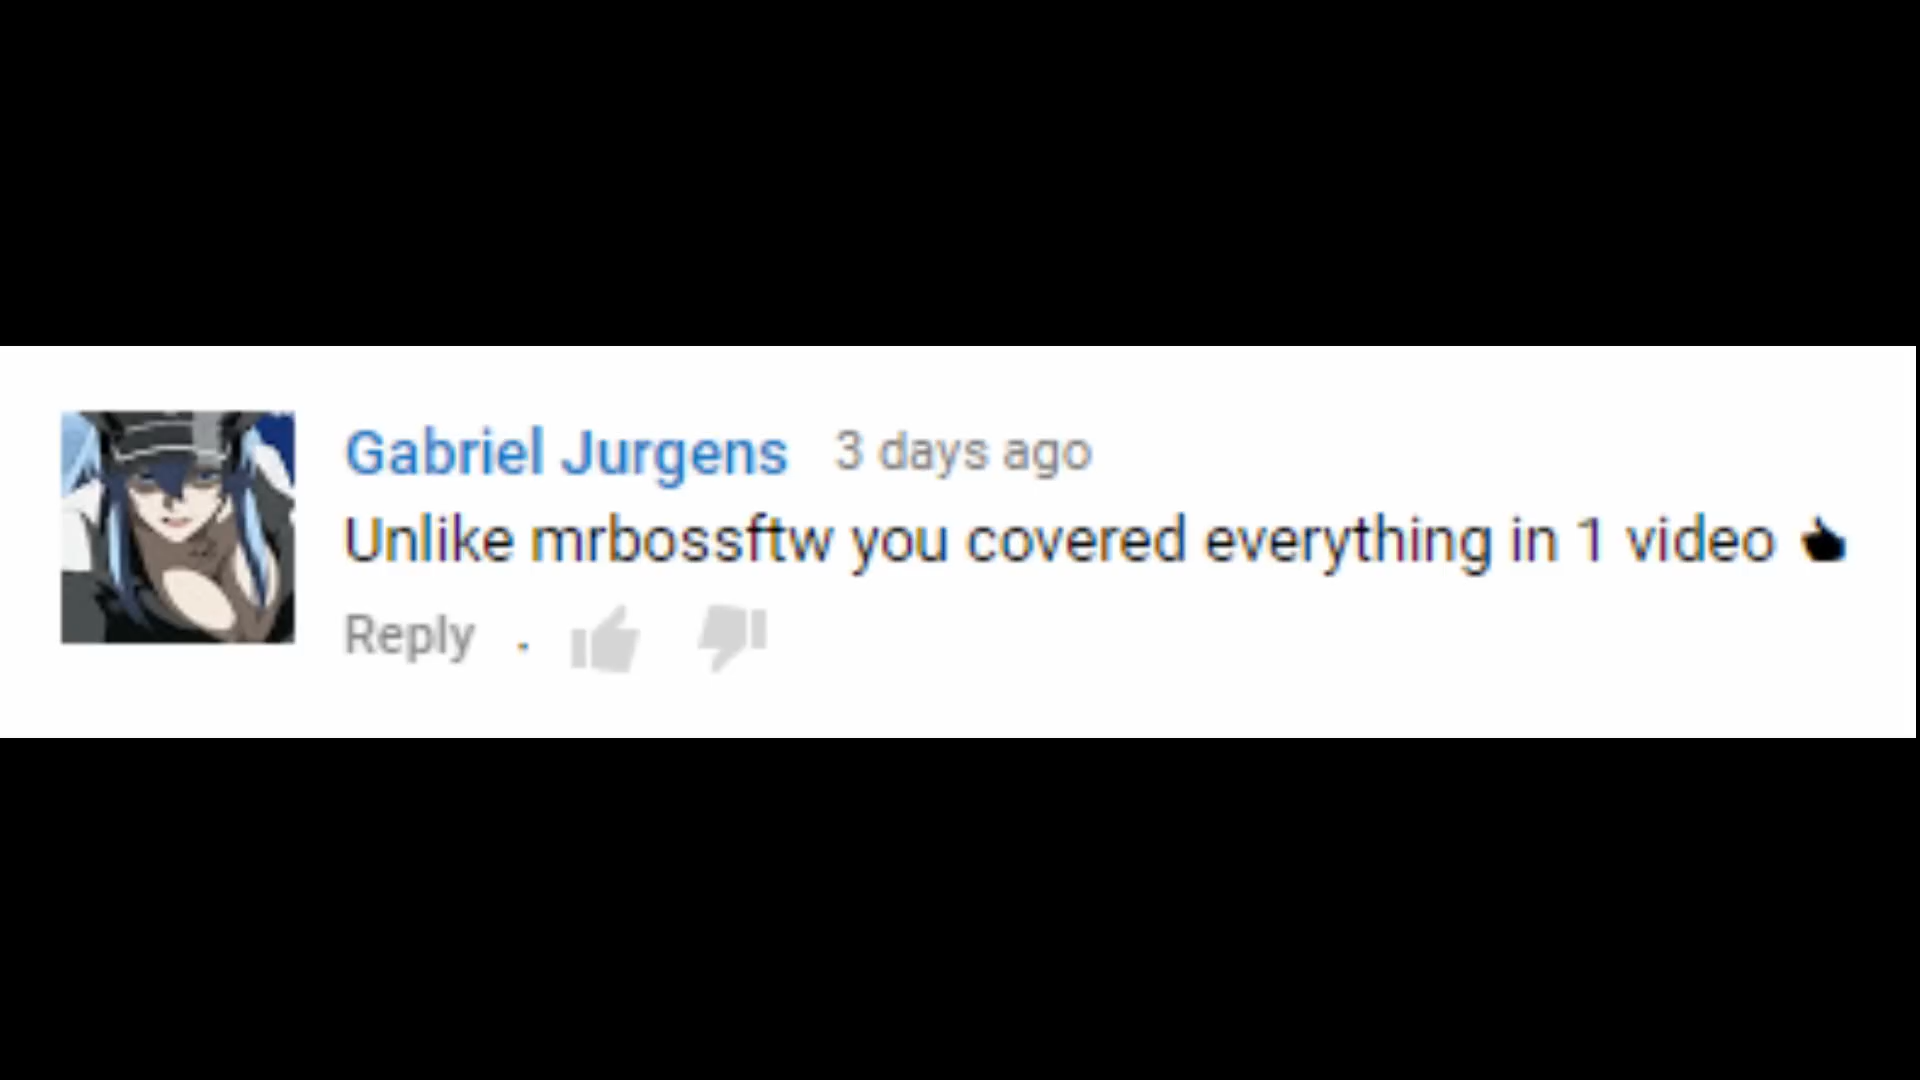 Gabriel Jurgens 3 days ago
Unlike mrbossftw you covered everything in 1 video 👍
Reply .